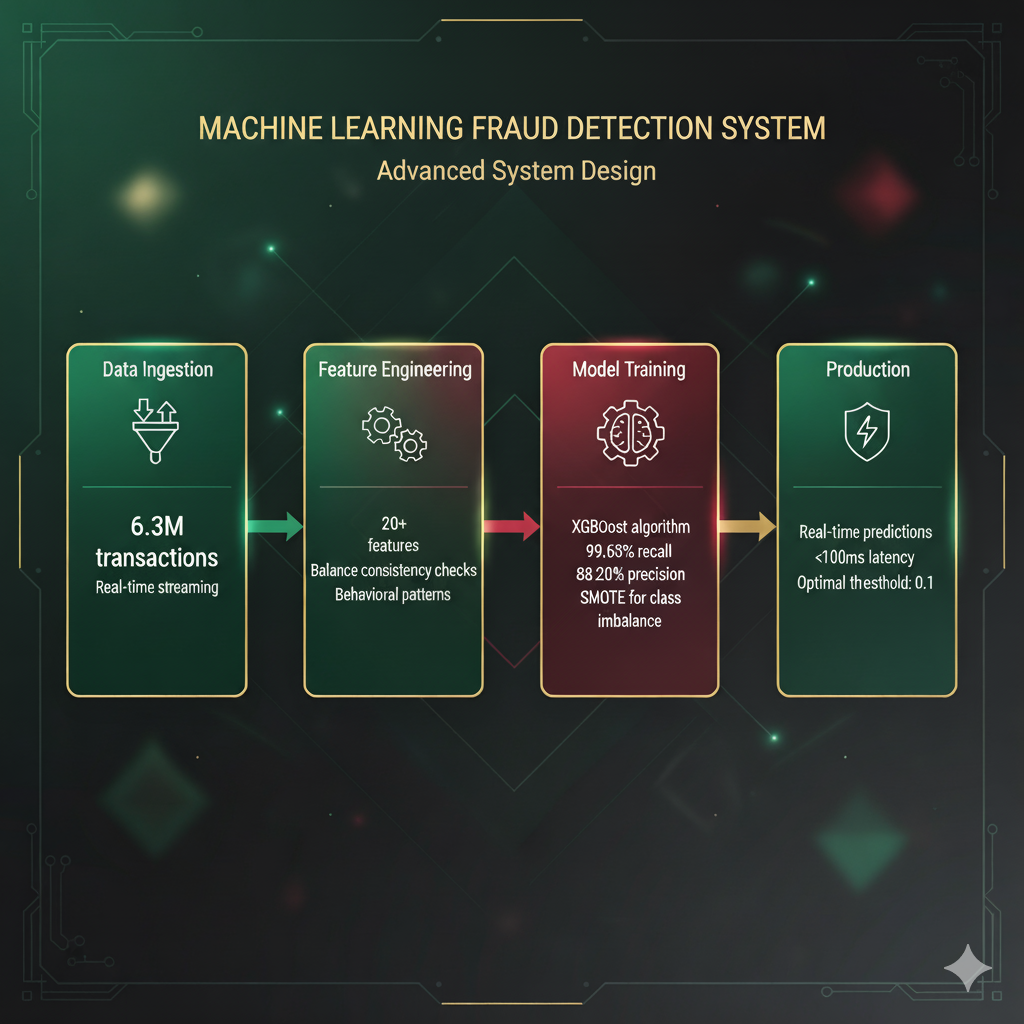 MACHINE LEARNING FRAUD DETECTION SYSTEM
Advanced System Design
Data Ingestion
6.3M
transactions
Real-time streaming
Feature Engineering
20+
features
Balance consistency checks
Behavioral patterns
Model Training
XGBOost algorithm
99.68% recall
88 20% precision
SMOTE for class
imbalance
Production
Real-time predictions
<100ms latency
Optimal thesthold: 0.1